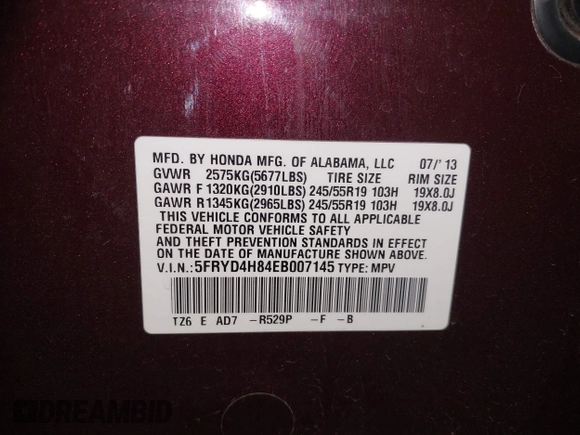 MFD. BY HONDA MFG. OF ALABAMA, LLC 07/'13
GVWR 2575KG(5677LBS) TIRE SIZE RIM SIZE
GAWR F 1320KG(2910LBS) 245/55R19 103H 19X8.0J
GAWR R 1345KG(2965LBS) 245/55R19 103H 19X8.0J
THIS VEHICLE CONFORMS TO ALL APPLICABLE
FEDERAL MOTOR VEHICLE SAFETY
AND THEFT PREVENTION STANDARDS IN EFFECT
ON THE DATE OF MANUFACTURE SHOWN ABOVE.
V.I.N.: 5FRYD4H84EB007145 TYPE: MPV
TZ6 E AD7 -R529P -F -B
DREAMBID